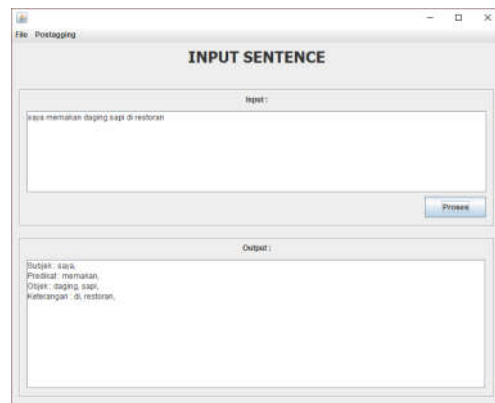 File Postagging
INPUT SENTENCE
Input :
saya memakan daging sapi di restoran
Proses
Output :
Subjek : saya,
Predikat : memakan,
Objek : daging, sapi,
Keterangan : di, restoran,